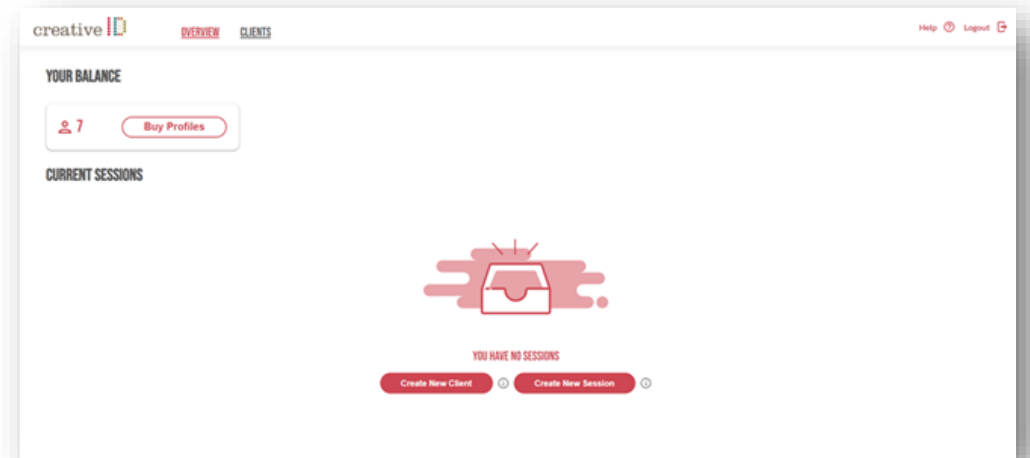 creative ID
OVERVIEW CLIENTS Help Logout
YOUR BALANCE
7 Buy Profiles
CURRENT SESSIONS
YOU HAVE NO SESSIONS
Create New Client Create New Session